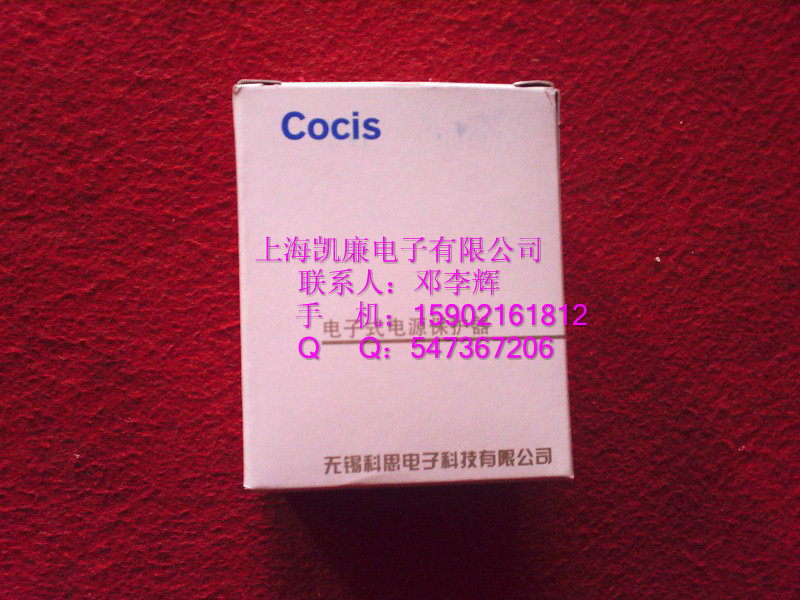 Cocis
上海凯廉电子有限公司
联系人：邓李辉
手 机：15902161812
电子式电源保护器
Q Q：547367206
无锡科思电子科技有限公司